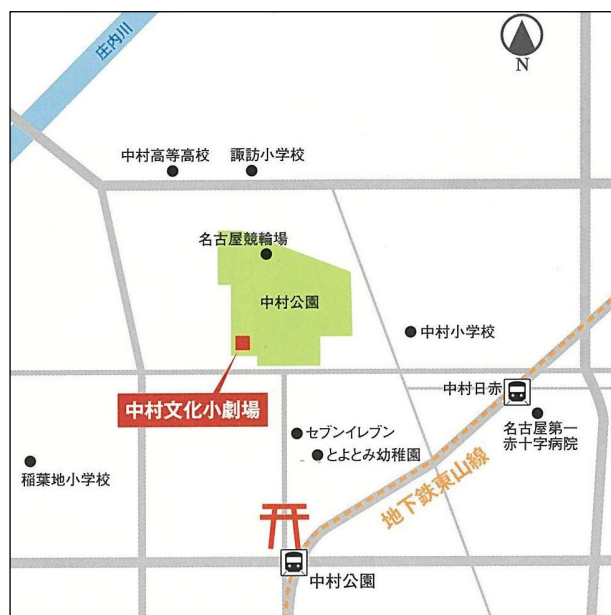 庄内川
N
中村高等高校
諏訪小学校
名古屋競輪場
中村公園
中村小学校
中村文化小劇場
中村日赤
セブンイレブン
名古屋第一
赤十字病院
とよとみ幼稚園
稲葉地小学校
地下鉄東山線
中村公園